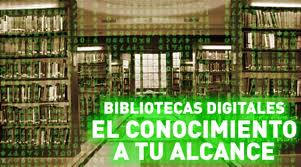 BIBLIOTECAS DIGITALES
EL CONOCIMIENTO
A TU ALCANCE